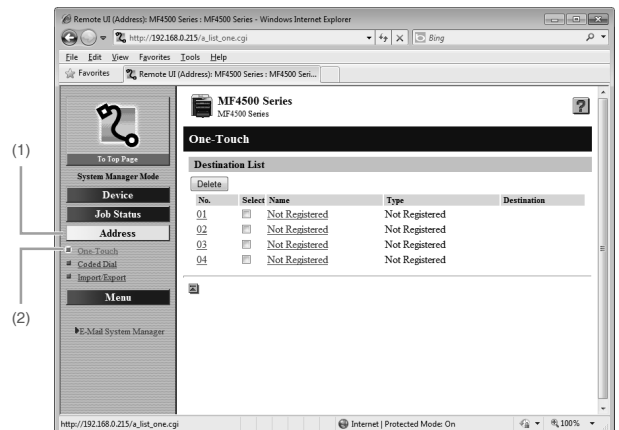 Remote UI (Address): MF4500 Series : MF4500 Series - Windows Internet Explorer
http://192.168.0.215/a_list_one.cgi
Bing
File Edit View Favorites Tools Help
Favorites
Remote UI (Address): MF4500 Series : MF4500 Seri...
MF4500 Series
MF4500 Series
?
To Top Page
System Manager Mode
Device
Job Status
Address
One-Touch
Coded Dial
Import/Export
Menu
E-Mail System Manager
One-Touch
Destination List
Delete
No. Select Name Type Destination
01 Not Registered Not Registered
02 Not Registered Not Registered
03 Not Registered Not Registered
04 Not Registered Not Registered
(1)
(2)
http://192.168.0.215/a_list_one.cgi
Internet | Protected Mode: On
100%